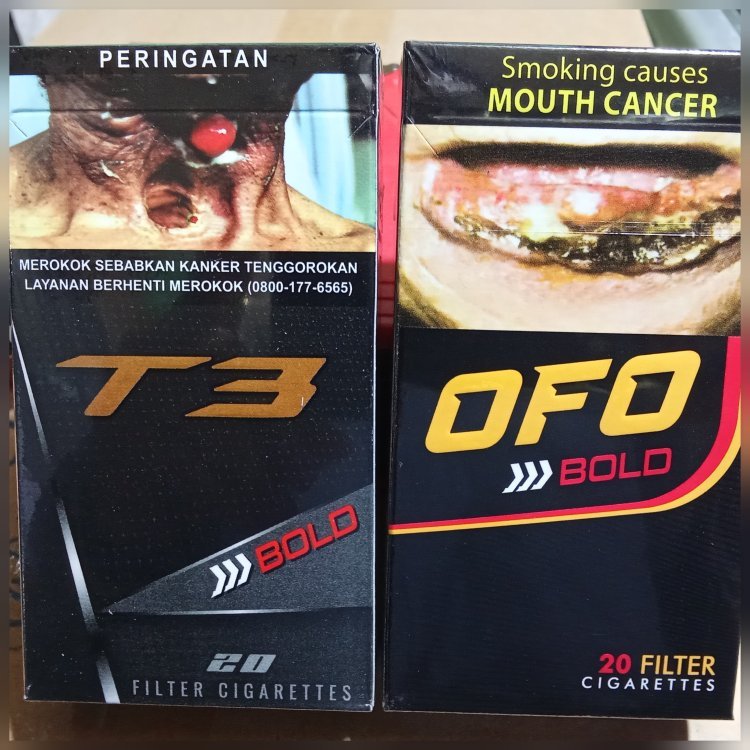 PERINGATAN
MEROKOK SEBABKAN KANKER TENGGOROKAN
LAYANAN BERHENTI MEROKOK (0800-177-6565)
T3
BOLD
20
FILTER CIGARETTES
Smoking causes
MOUTH CANCER
OFO
BOLD
20 FILTER
CIGARETTES